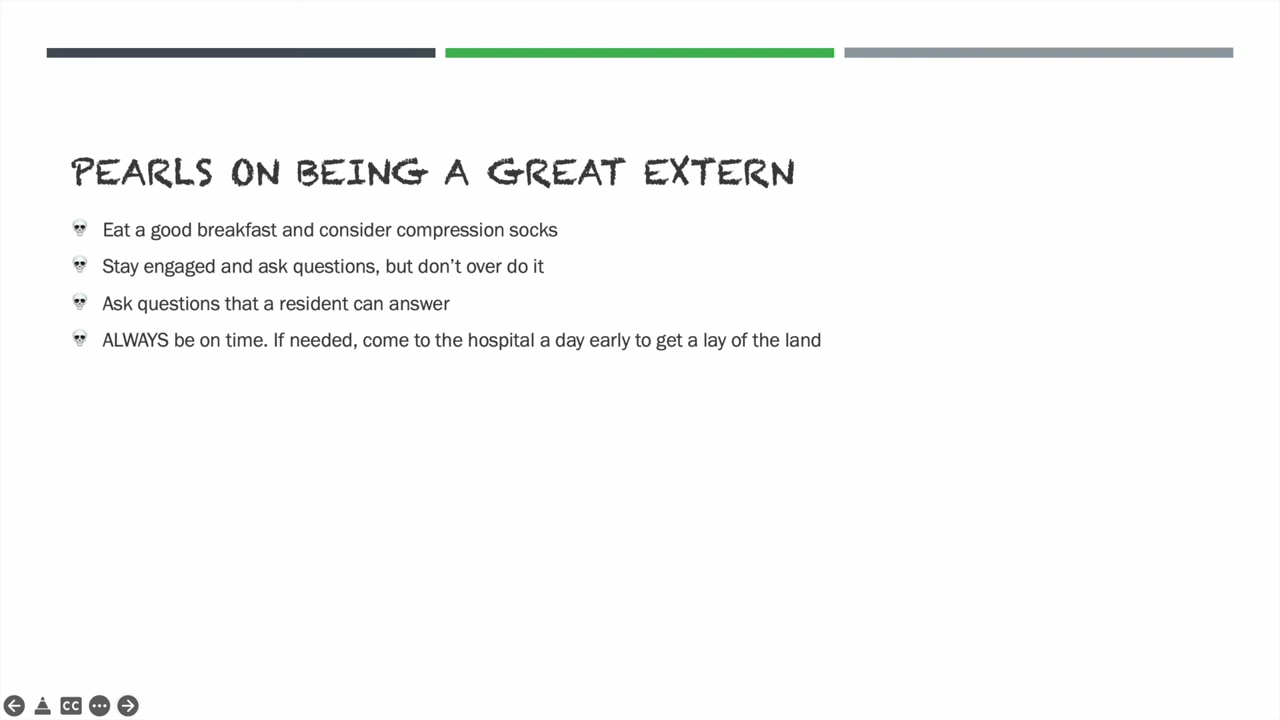 PEARLS ON BEING A GREAT EXTERN
Eat a good breakfast and consider compression socks
Stay engaged and ask questions, but don’t over do it
Ask questions that a resident can answer
ALWAYS be on time. If needed, come to the hospital a day early to get a lay of the land
CC